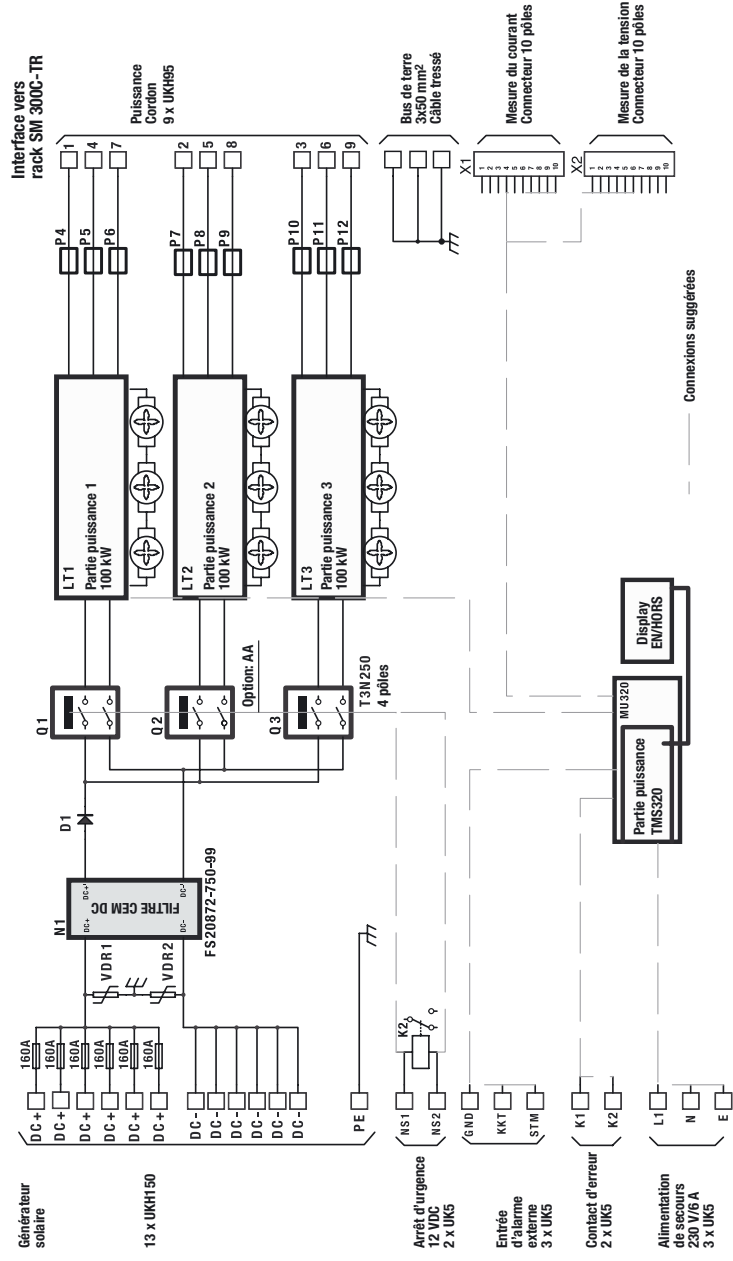 Générateur
solaire
13 x UKH150
DC+
DC+
DC+
DC+
DC+
DC+
160A
160A
160A
160A
160A
160A
DC-
DC-
DC-
DC-
DC-
DC-
PE
VDR1
VDR2
N1
DC+
DC+'
FILTRE CEM DC
DC-
DC-'
FS20872-750-99
D1
Q1
Q2
Q3
Option: AA
T3N250
4 pôles
LT1
Partie puissance 1
100 kW
LT2
Partie puissance 2
100 kW
LT3
Partie puissance 3
100 kW
P4
P5
P6
P7
P8
P9
P10
P11
P12
1
4
7
2
5
8
3
6
9
Interface vers
rack SM 300C-TR
Puissance
Cordon
9 x UKH95
Bus de terre
3x50 mm²
Câble tressé
X1
1
2
3
4
5
6
7
8
9
10
Mesure du courant
Connecteur 10 pôles
X2
1
2
3
4
5
6
7
8
9
10
Mesure de la tension
Connecteur 10 pôles
Arrêt d'urgence
12 VDC
2 x UK5
NS1
NS2
K2
Entrée
d'alarme
externe
3 x UK5
GND
KKT
STM
Contact d'erreur
2 x UK5
K1
K2
Alimentation
de secours
230 V/6 A
3 x UK5
L1
N
E
MU320
Partie puissance
TMS320
Display
EN/HORS
Connexions suggérées